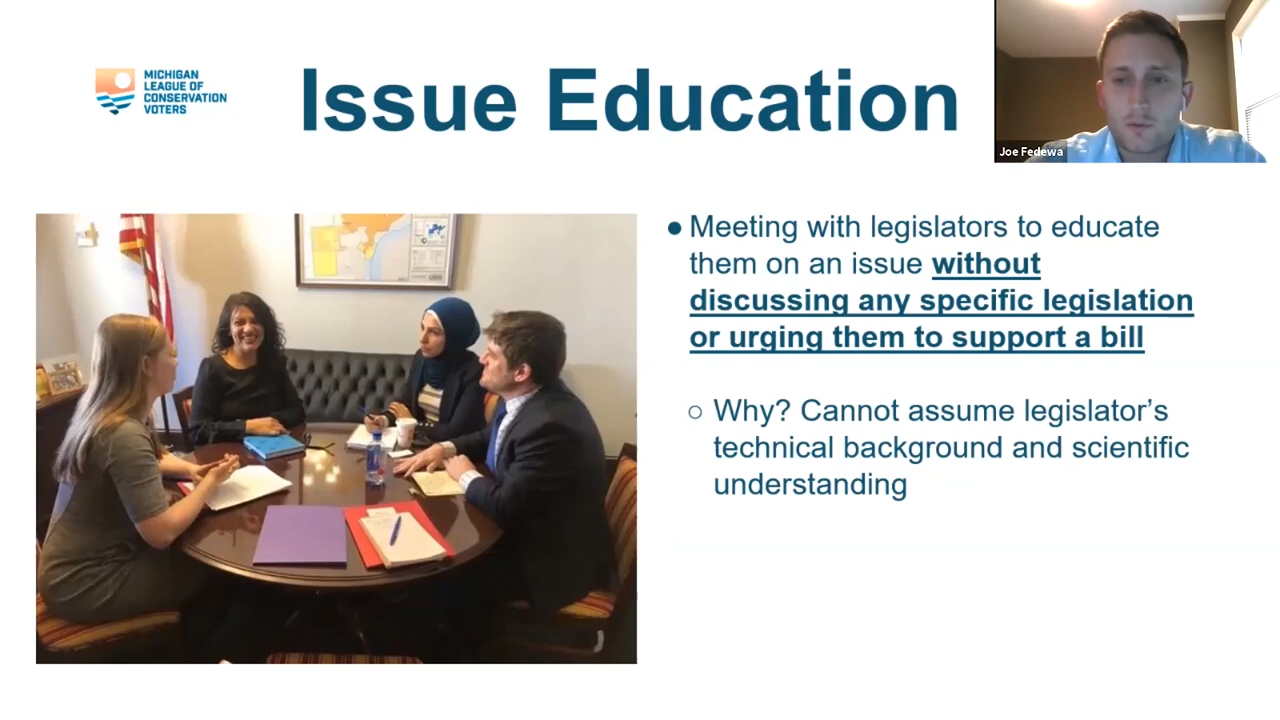 MICHIGAN
LEAGUE OF
CONSERVATION
VOTERS
Issue Education
Joe Fedewa
● Meeting with legislators to educate
them on an issue without
discussing any specific legislation
or urging them to support a bill
○ Why? Cannot assume legislator’s
technical background and scientific
understanding